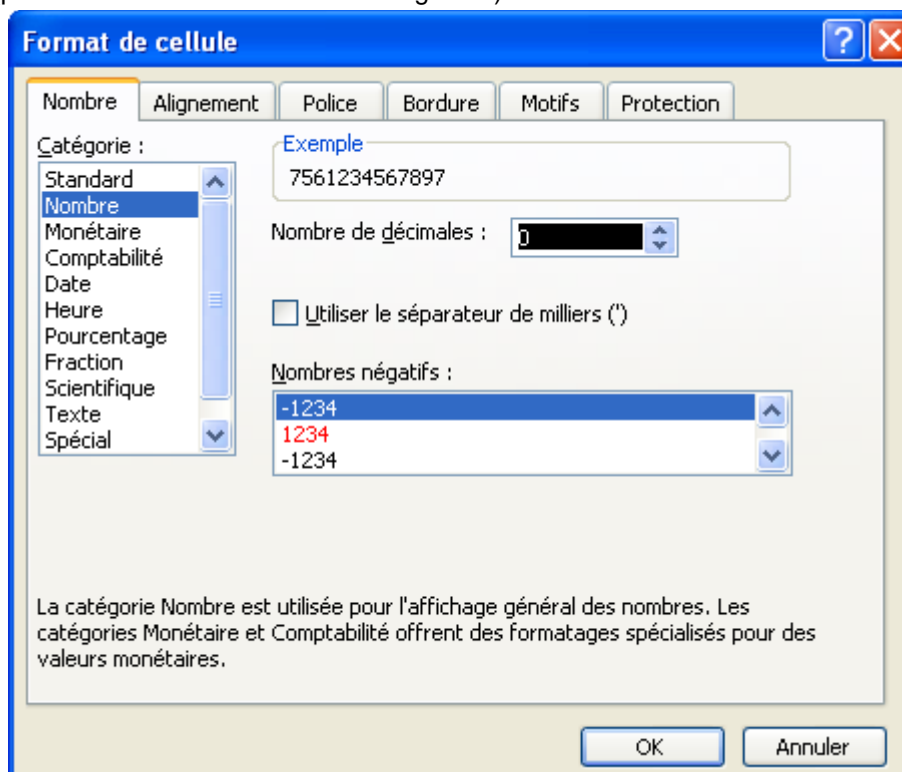 Format de cellule
Nombre Alignement Police Bordure Motifs Protection
Catégorie :
Standard
Nombre
Monétaire
Comptabilité
Date
Heure
Pourcentage
Fraction
Scientifique
Texte
Spécial
Exemple
7561234567897
Nombre de décimales : 0
Utiliser le séparateur de milliers (')
Nombres négatifs :
-1234
1234
-1234
La catégorie Nombre est utilisée pour l'affichage général des nombres. Les
catégories Monétaire et Comptabilité offrent des formatages spécialisés pour des
valeurs monétaires.
OK Annuler